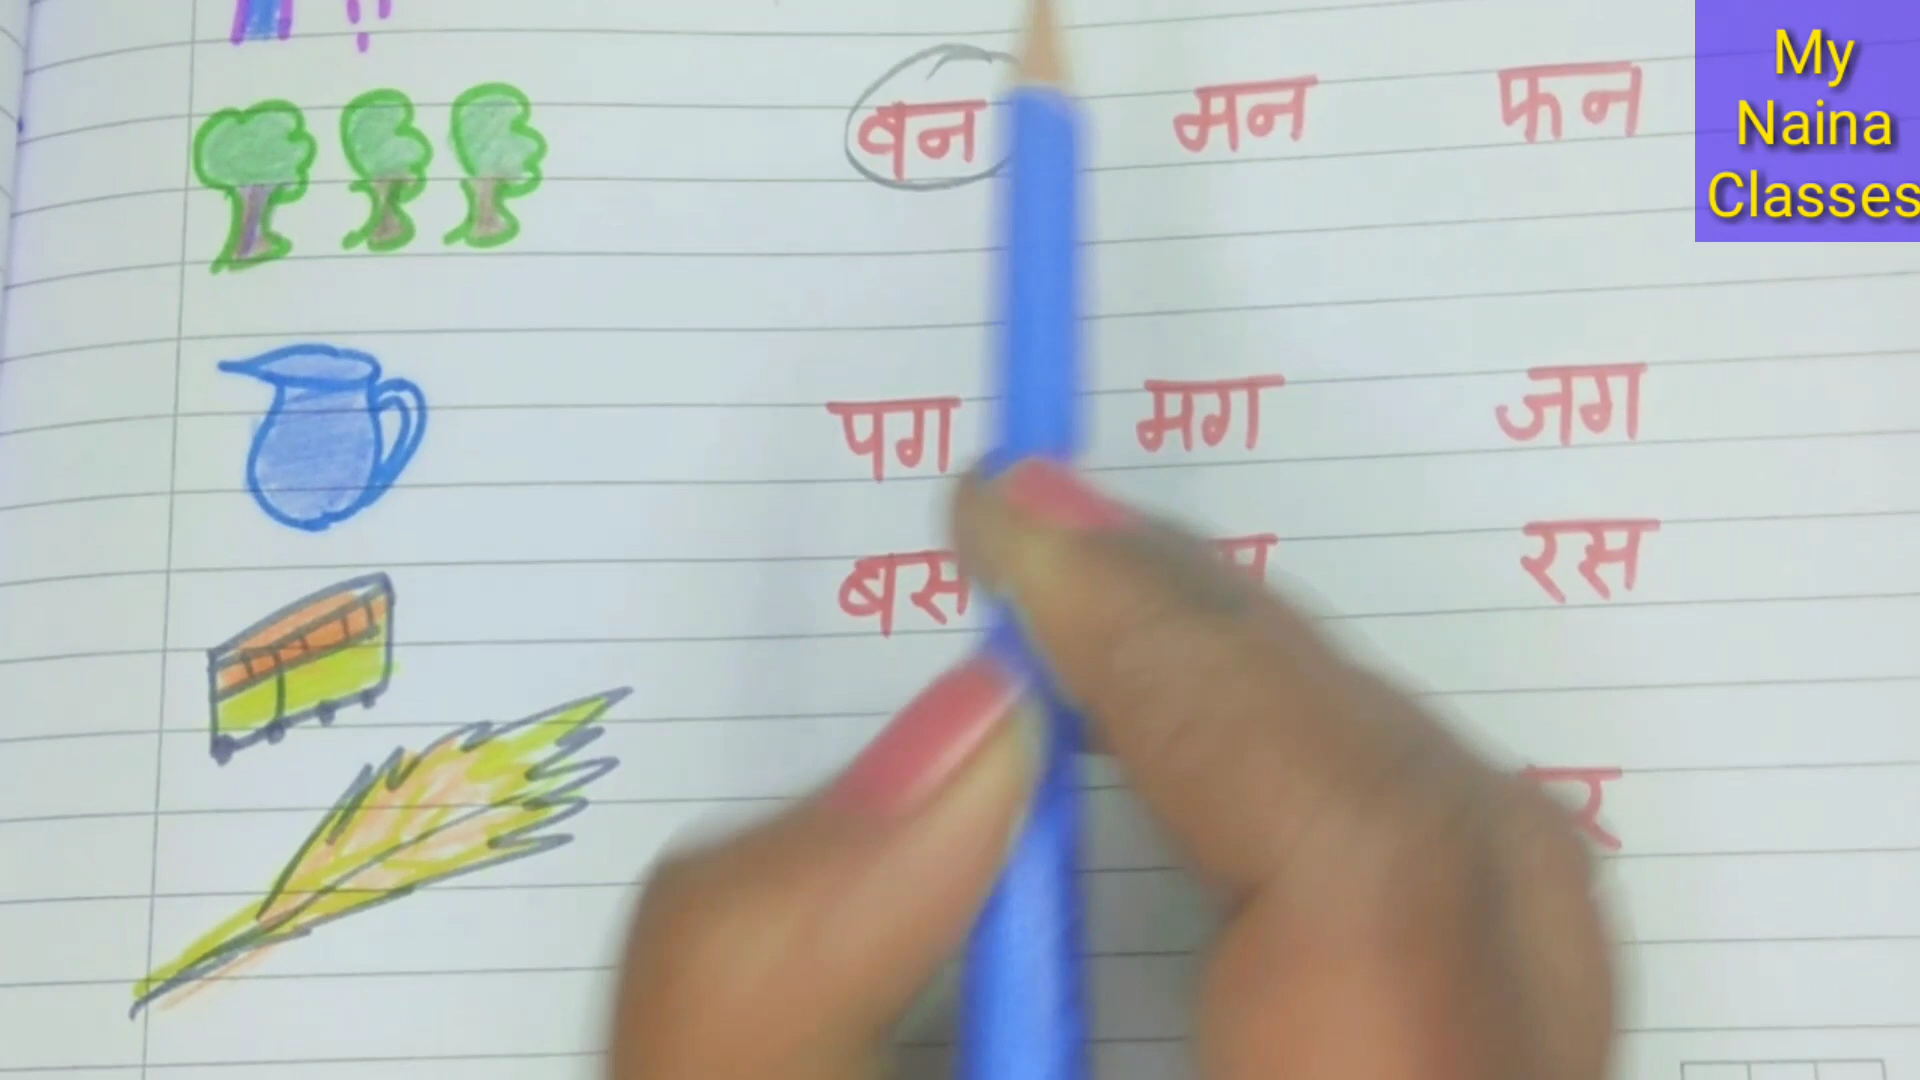 वन मन फन
पग मग जग
बस रस
My
Naina
Classes